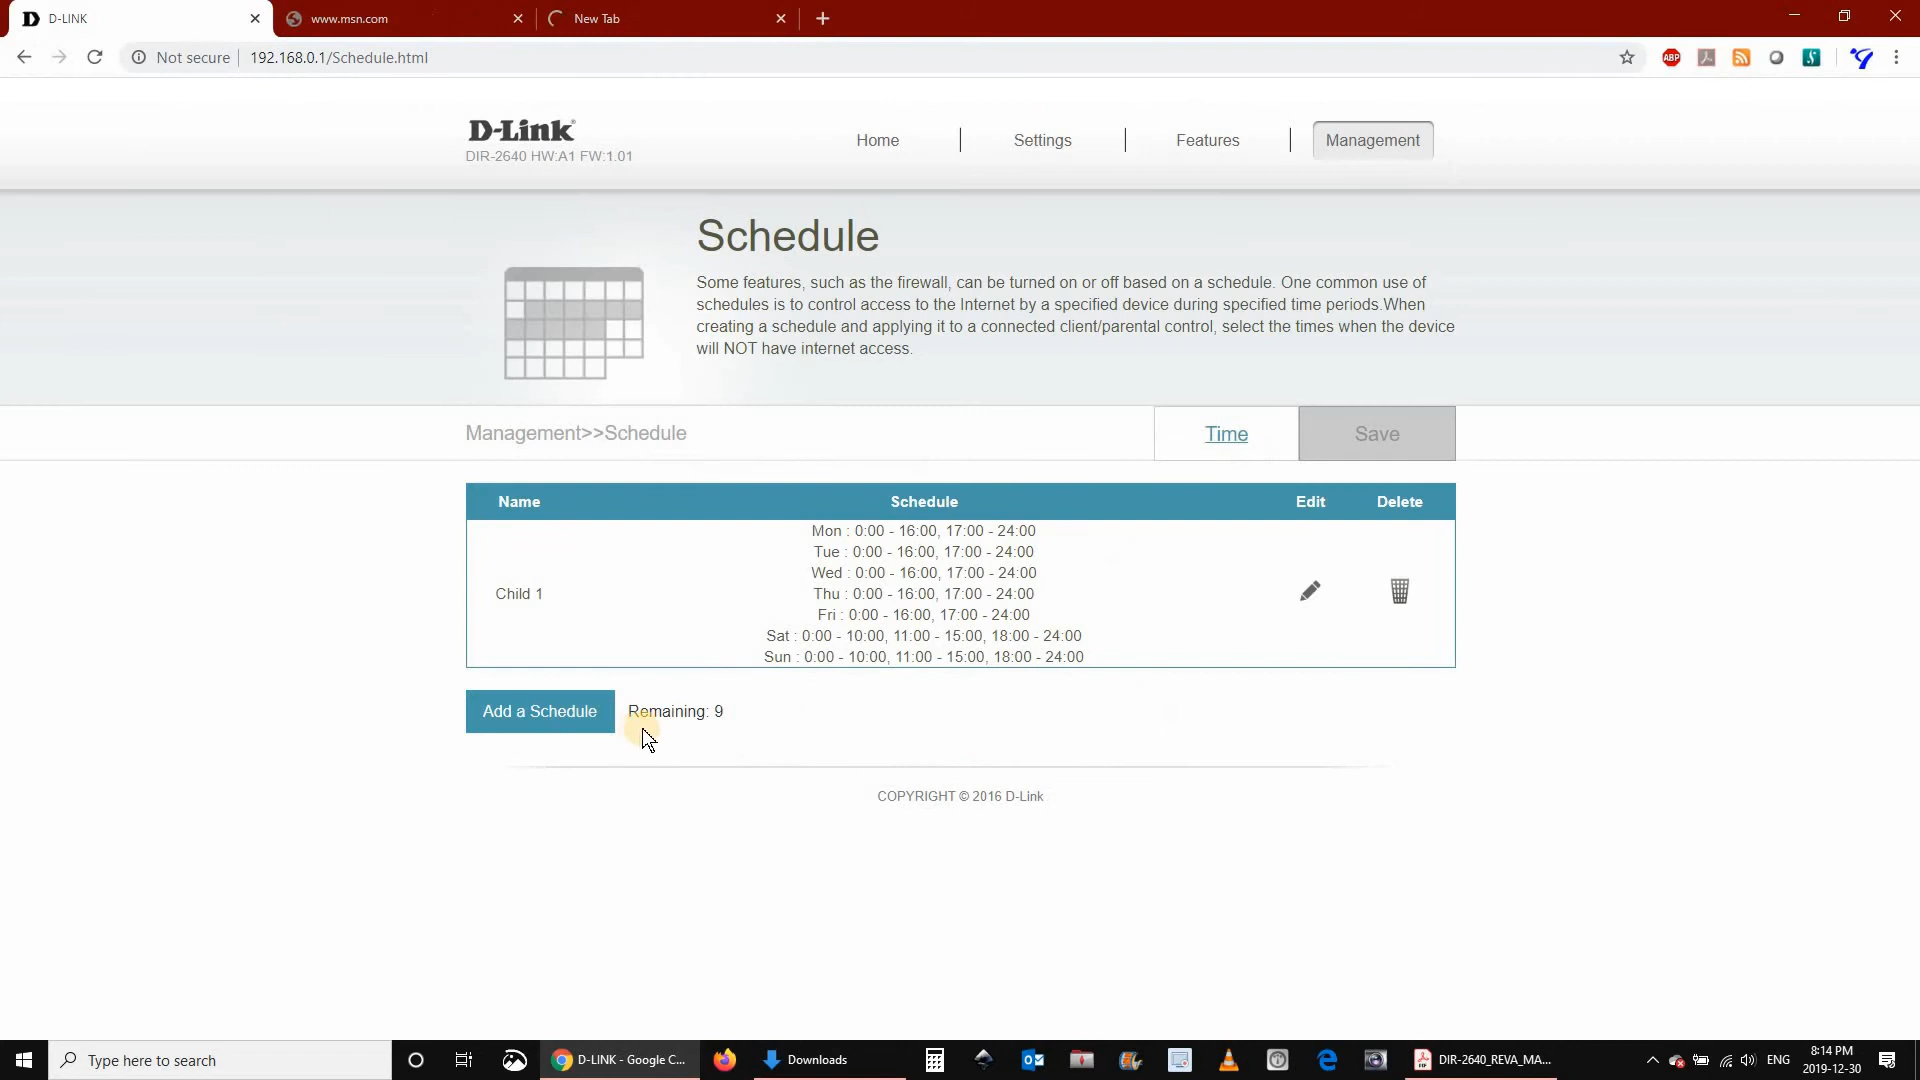 D-LINK
www.msn.com
New Tab
Not secure
192.168.0.1/Schedule.html
ABP
D-Link
DIR-2640 HW:A1 FW:1.01
Home
Settings
Features
Management
Schedule
Some features, such as the firewall, can be turned on or off based on a schedule. One common use of
schedules is to control access to the Internet by a specified device during specified time periods.When
creating a schedule and applying it to a connected client/parental control, select the times when the device
will NOT have internet access.
Management>>Schedule
Time
Save
Name
Schedule
Edit
Delete
Child 1
Mon : 0:00 - 16:00, 17:00 - 24:00
Tue : 0:00 - 16:00, 17:00 - 24:00
Wed : 0:00 - 16:00, 17:00 - 24:00
Thu : 0:00 - 16:00, 17:00 - 24:00
Fri : 0:00 - 16:00, 17:00 - 24:00
Sat : 0:00 - 10:00, 11:00 - 15:00, 18:00 - 24:00
Sun : 0:00 - 10:00, 11:00 - 15:00, 18:00 - 24:00
Add a Schedule
Remaining: 9
COPYRIGHT © 2016 D-Link
Type here to search
D-LINK - Google C...
Downloads
DIR-2640_REVA_MA...
ENG
8:14 PM
2019-12-30